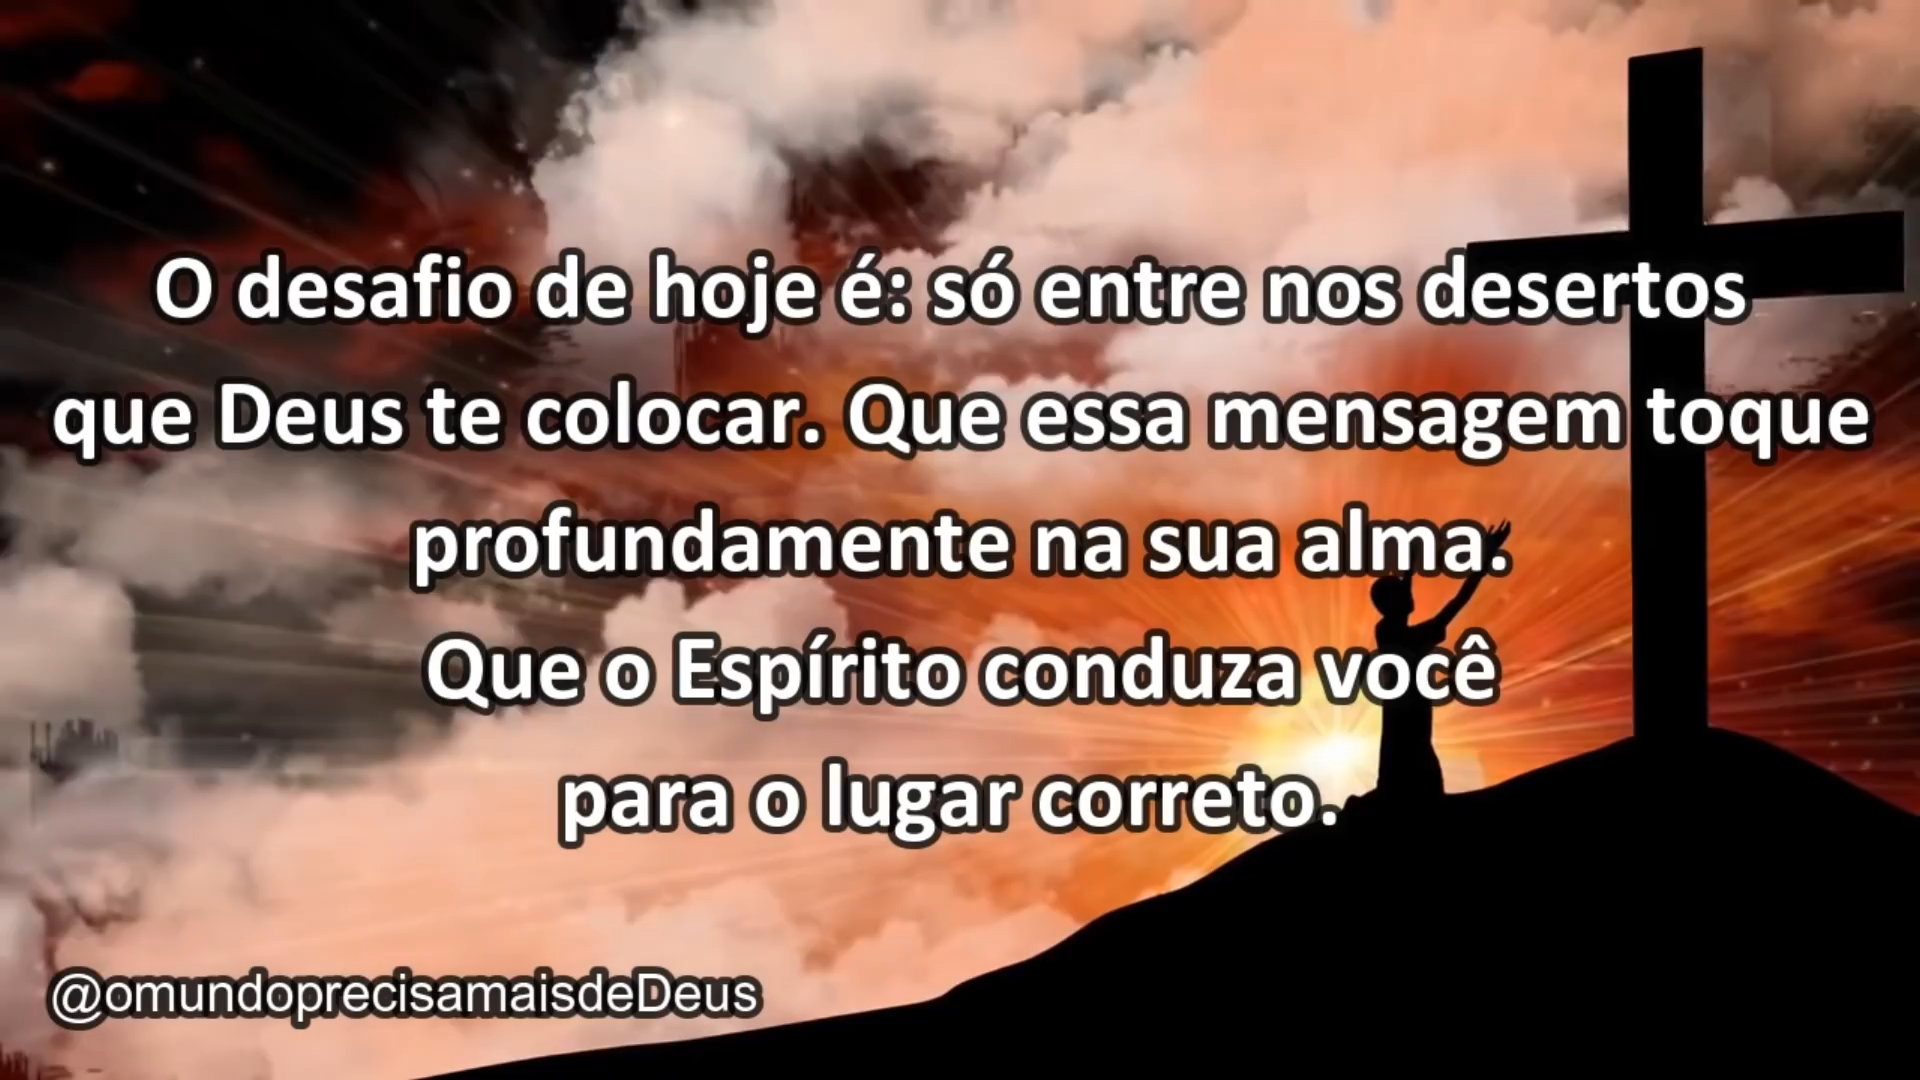 O desafio de hoje é: só entre nos desertos
que Deus te colocar. Que essa mensagem toque
profundamente na sua alma.
Que o Espírito conduza você
para o lugar correto.
@omundoprecisamaisdeDeus